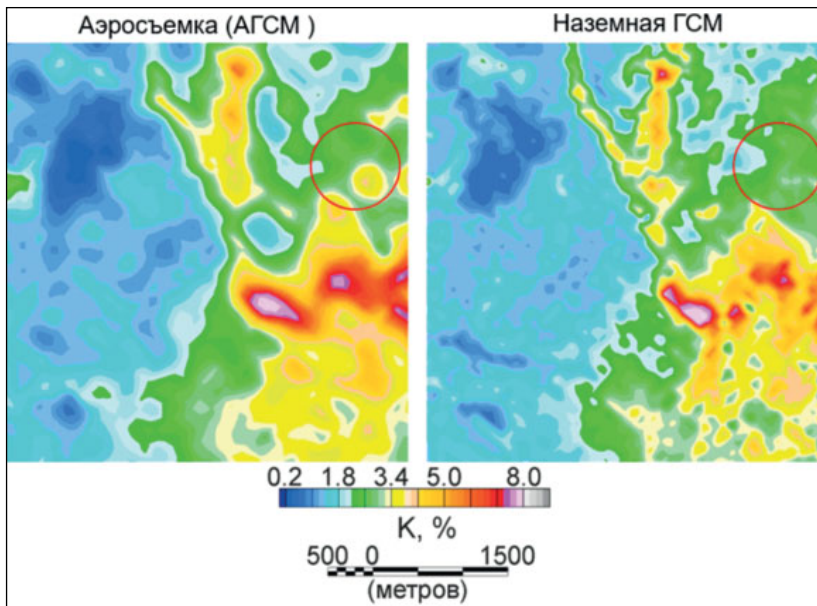 Аэросъемка (АГСМ )
Наземная ГСМ
0.2 1.8 3.4 5.0 8.0
K, %
500 0 1500
(метров)